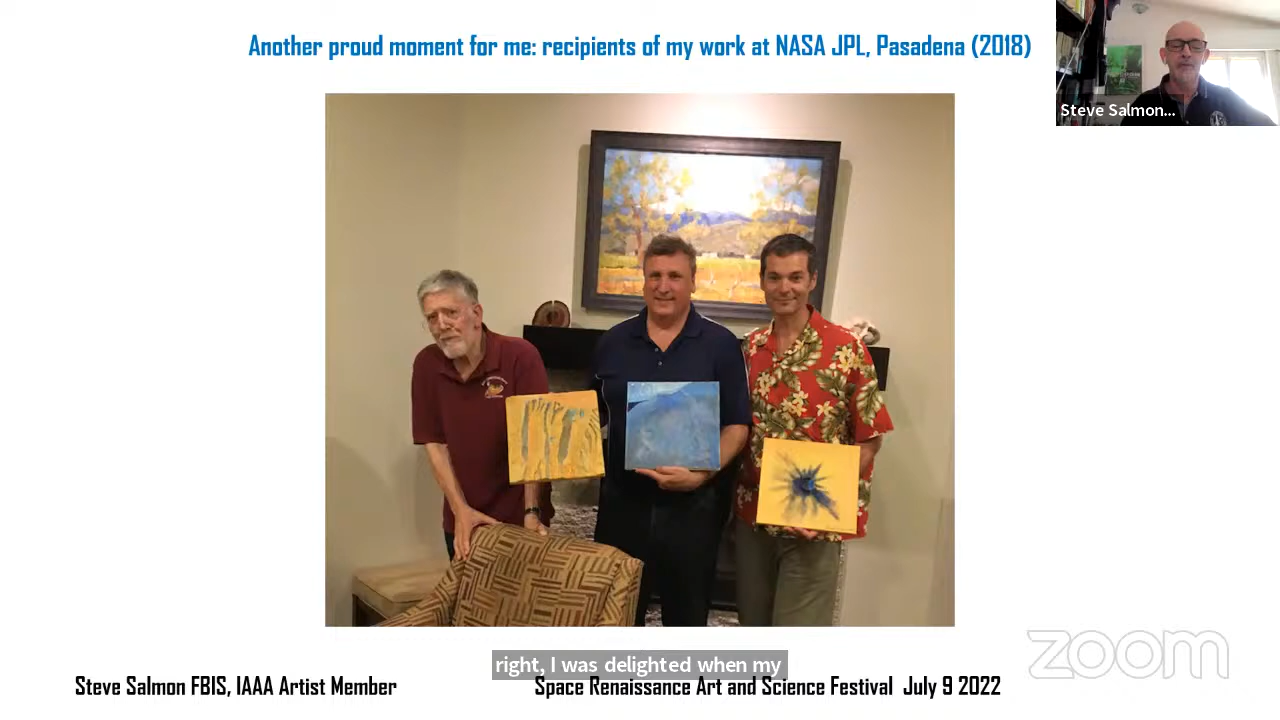 Another proud moment for me: recipients of my work at NASA JPL, Pasadena (2018)
Steve Salmon...
right, I was delighted when my
zoom
Steve Salmon FBIS, IAAA Artist Member
Space Renaissance Art and Science Festival July 9 2022